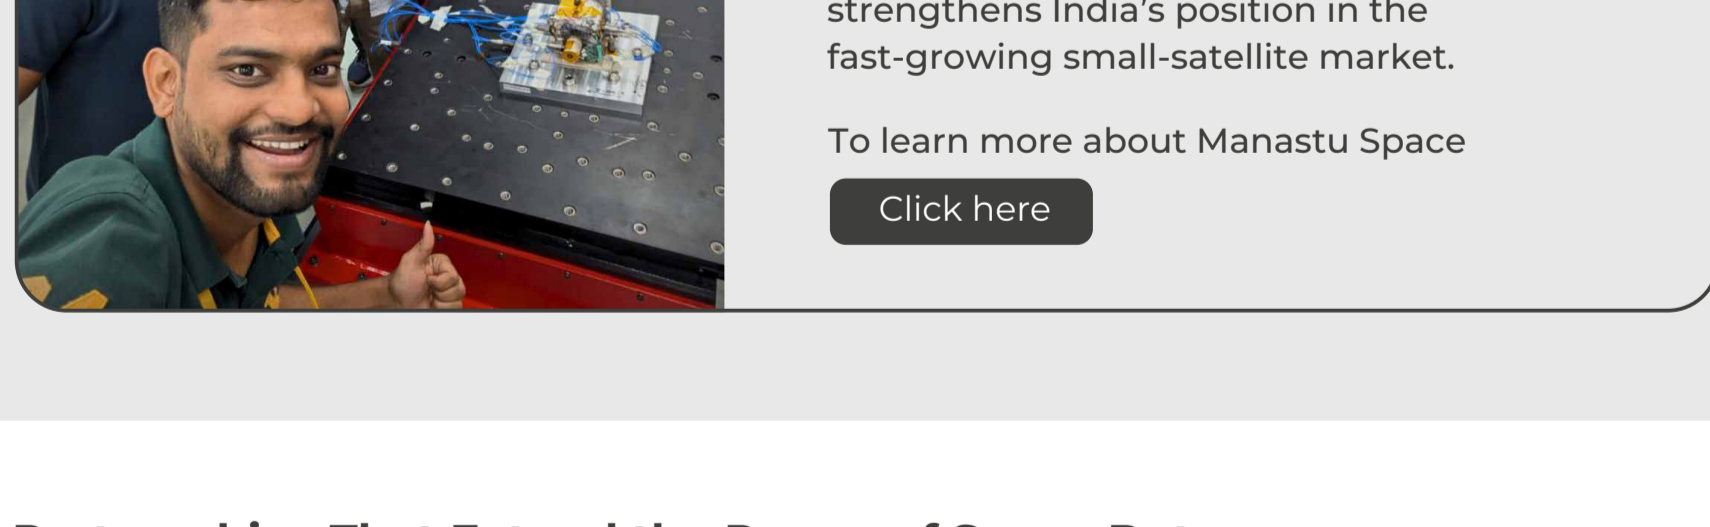 strengthens India's position in the
fast-growing small-satellite market.
To learn more about Manastu Space
Click here